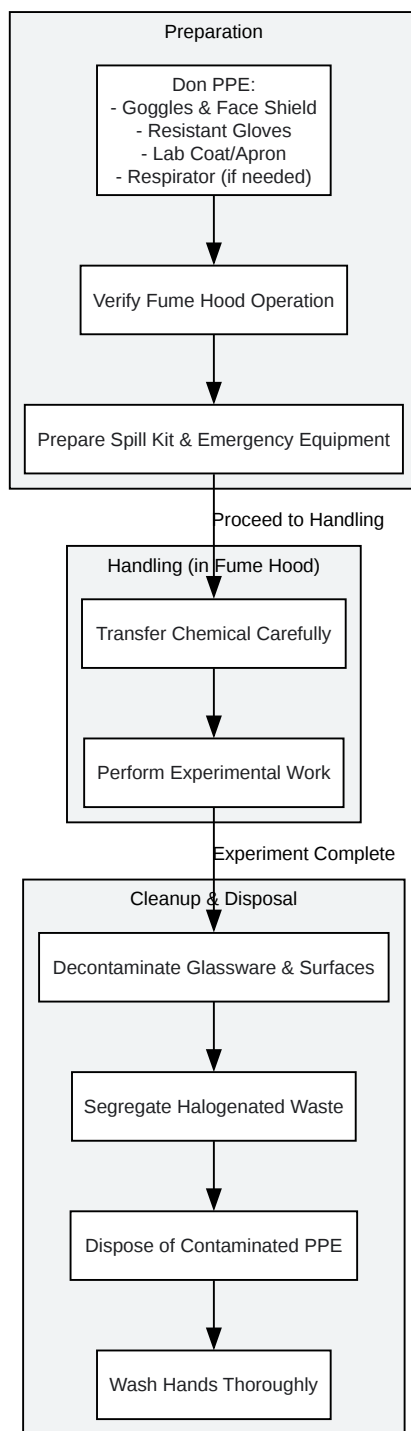 Preparation
Don PPE:
- Goggles & Face Shield
- Resistant Gloves
- Lab Coat/Apron
- Respirator (if needed)
Verify Fume Hood Operation
Prepare Spill Kit & Emergency Equipment
Proceed to Handling
Handling (in Fume Hood)
Transfer Chemical Carefully
Perform Experimental Work
Experiment Complete
Cleanup & Disposal
Decontaminate Glassware & Surfaces
Segregate Halogenated Waste
Dispose of Contaminated PPE
Wash Hands Thoroughly